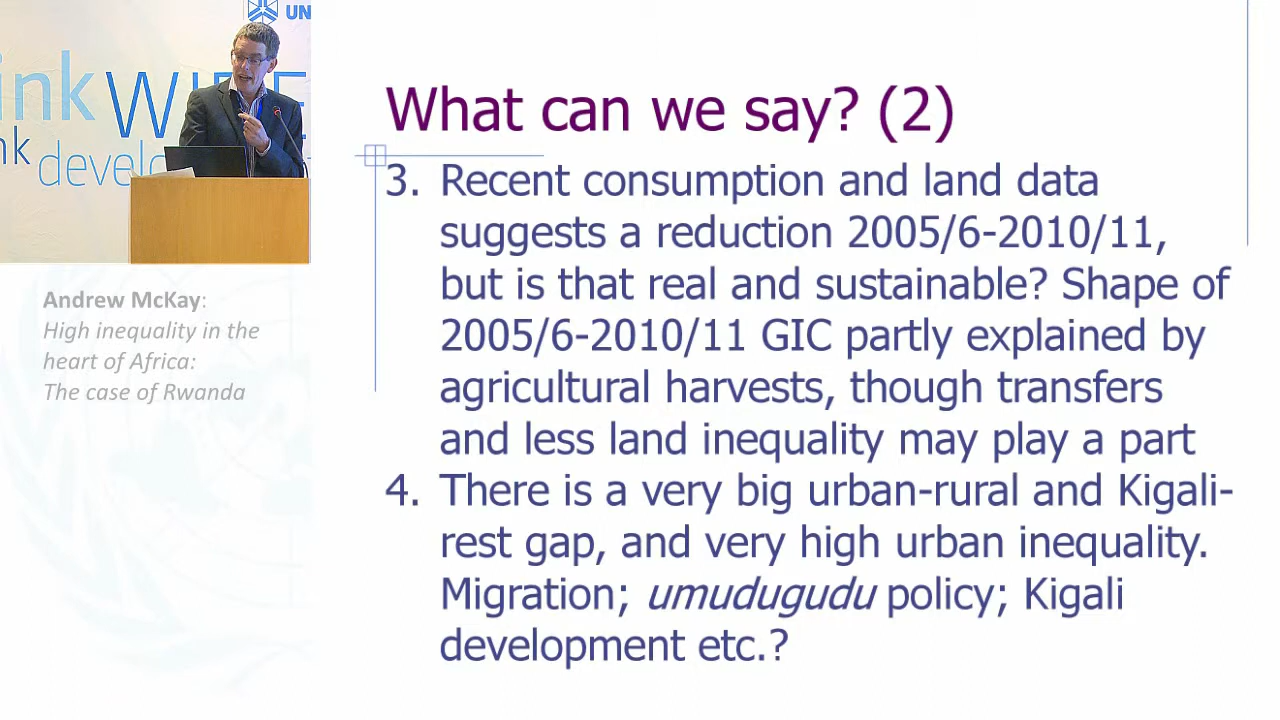 UN
ink WIDE
nk develo
What can we say? (2)
3. Recent consumption and land data
suggests a reduction 2005/6-2010/11,
but is that real and sustainable? Shape of
2005/6-2010/11 GIC partly explained by
agricultural harvests, though transfers
and less land inequality may play a part
4. There is a very big urban-rural and Kigali-
rest gap, and very high urban inequality.
Migration; umudugudu policy; Kigali
development etc.?
Andrew McKay:
High inequality in the
heart of Africa:
The case of Rwanda